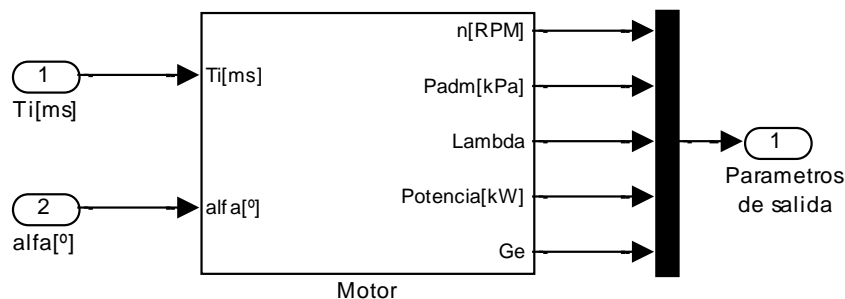 1
Ti[ms]
2
alfa[º]
Ti[ms]
alfa[º]
n[RPM]
Padm[kPa]
Lambda
Potencia[kW]
Ge
Motor
1
Parametros
de salida